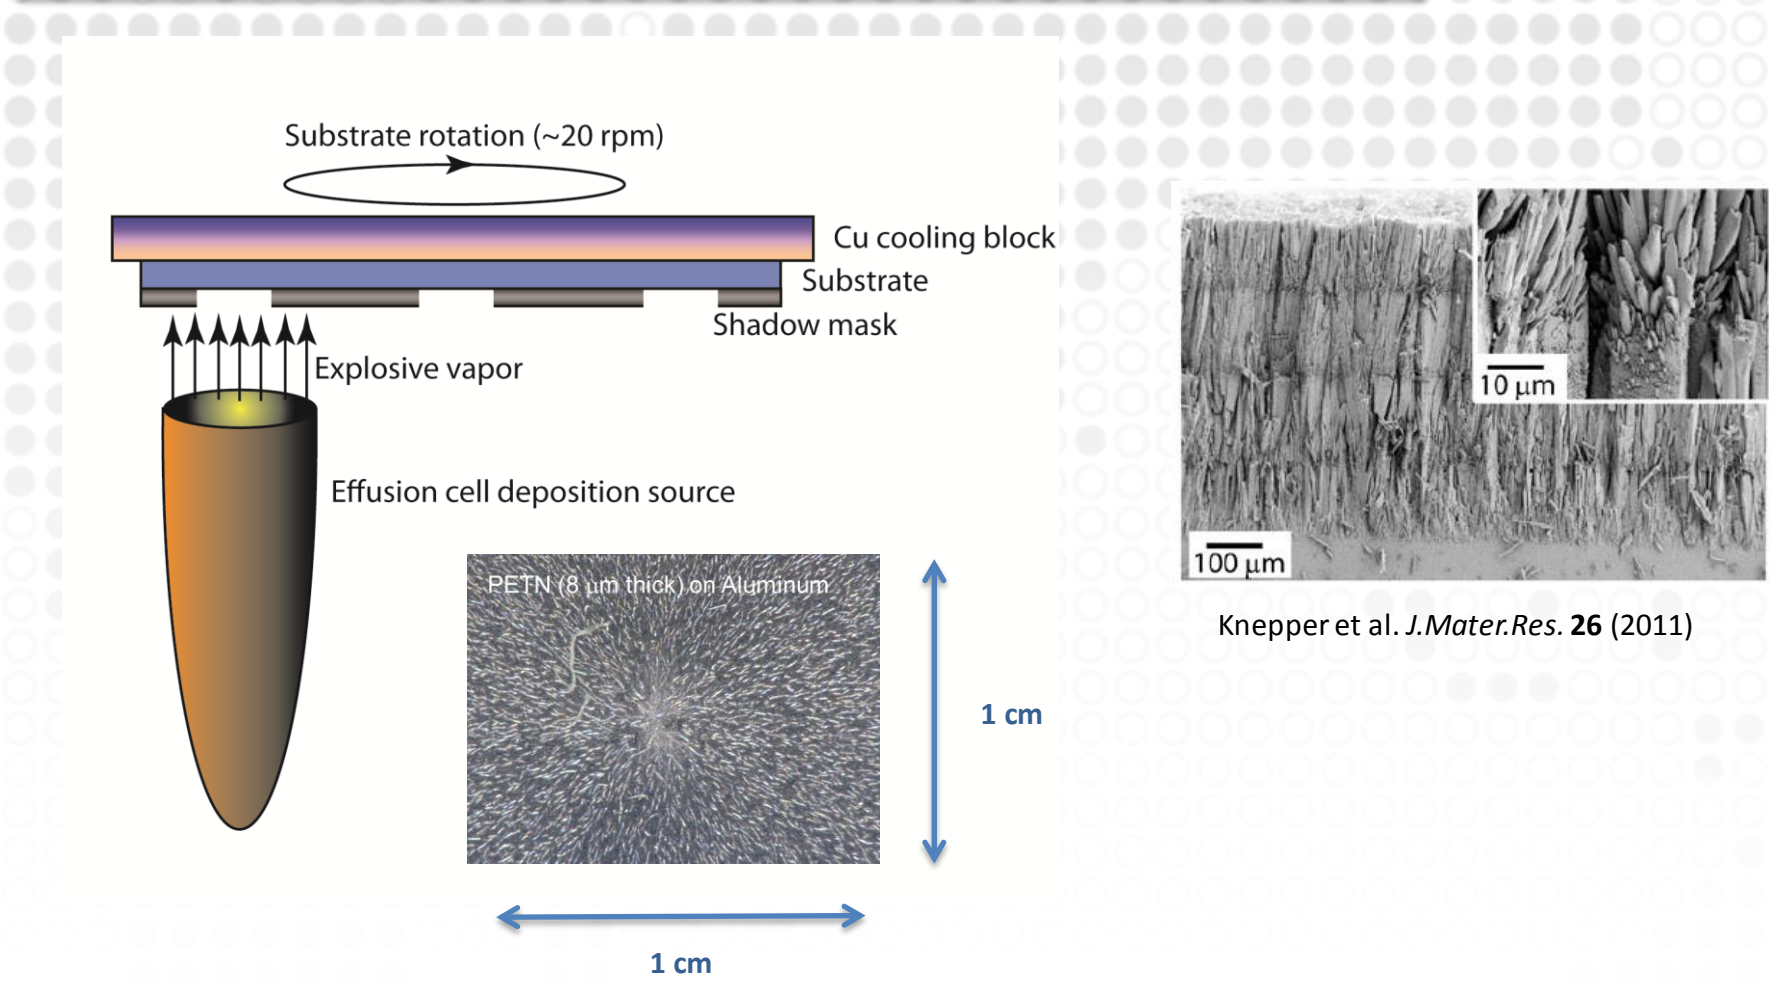 Substrate rotation (~20 rpm)
Cu cooling block
Substrate
Shadow mask
Explosive vapor
Effusion cell deposition source
PETN (8 μm thick) on Aluminum
1 cm
1 cm
10 μm
100 μm
Knepper et al. J.Mater.Res. 26 (2011)